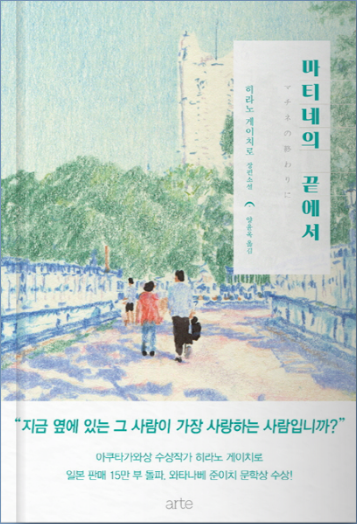 마티네의 끝에서
マチネの終わりに
히라노 게이치로 장편소설
양윤옥 옮김
“지금 옆에 있는 그 사람이 가장 사랑하는 사람입니까?”
아쿠타가와상 수상작가 히라노 게이치로
일본 판매 15만 부 돌파, 와타나베 준이치 문학상 수상!
arte